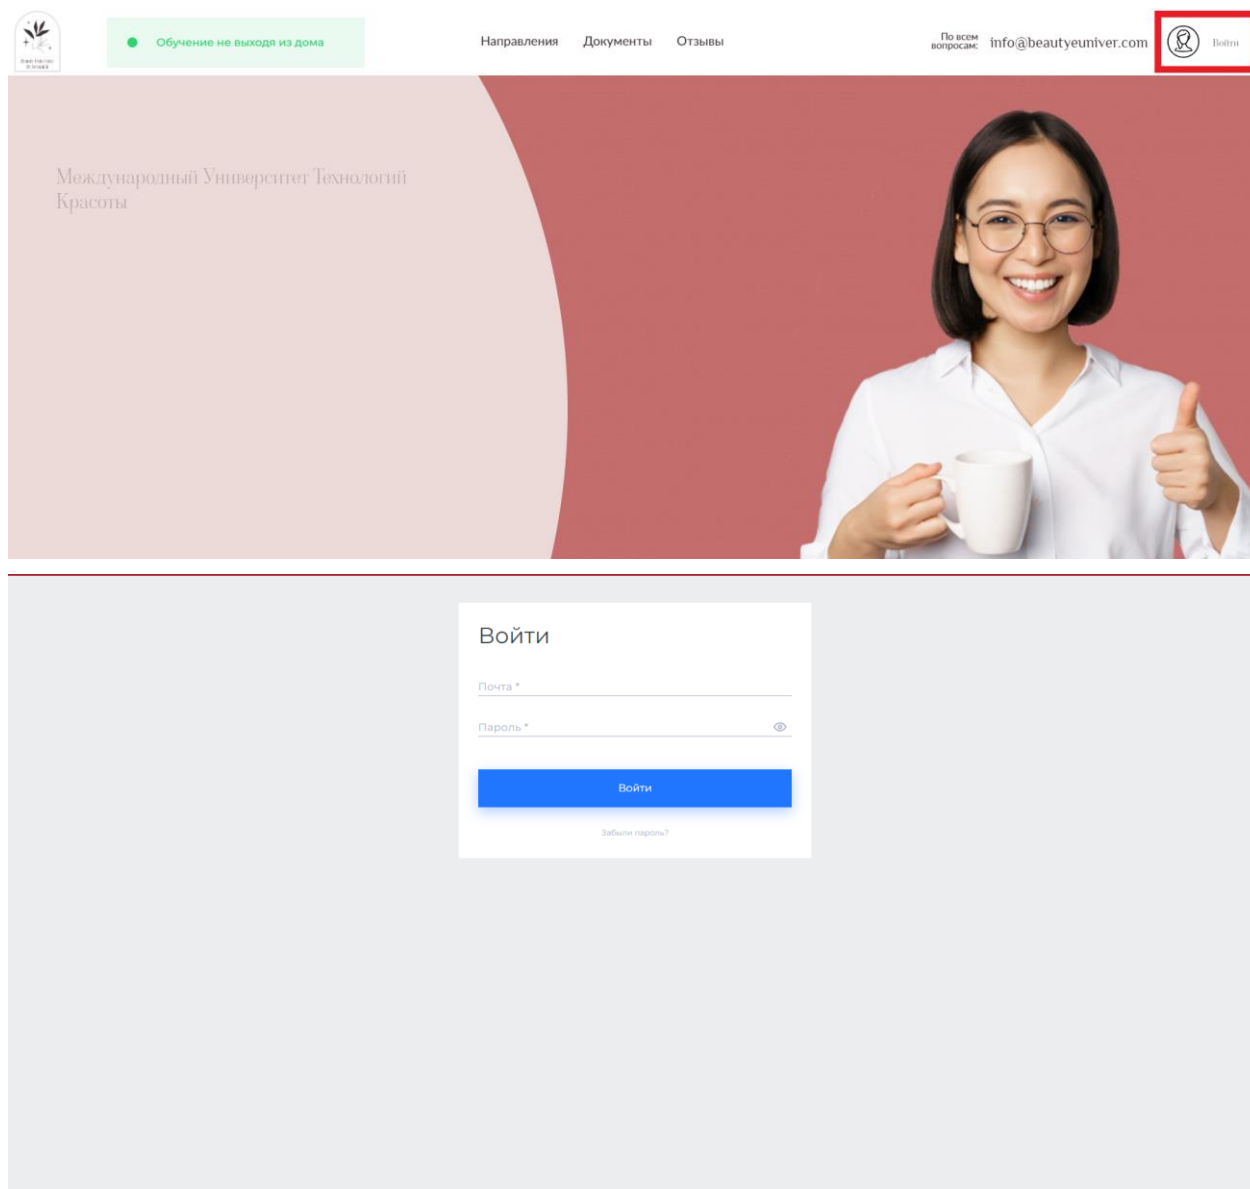 Обучение не выходя из дома
Направления Документы Отзывы
По всем
вопросам:
info@beautyeuniver.com
Войти
Международный Университет Технологий
Красоты
Войти
Почта *
Пароль *
Войти
Забыли пароль?